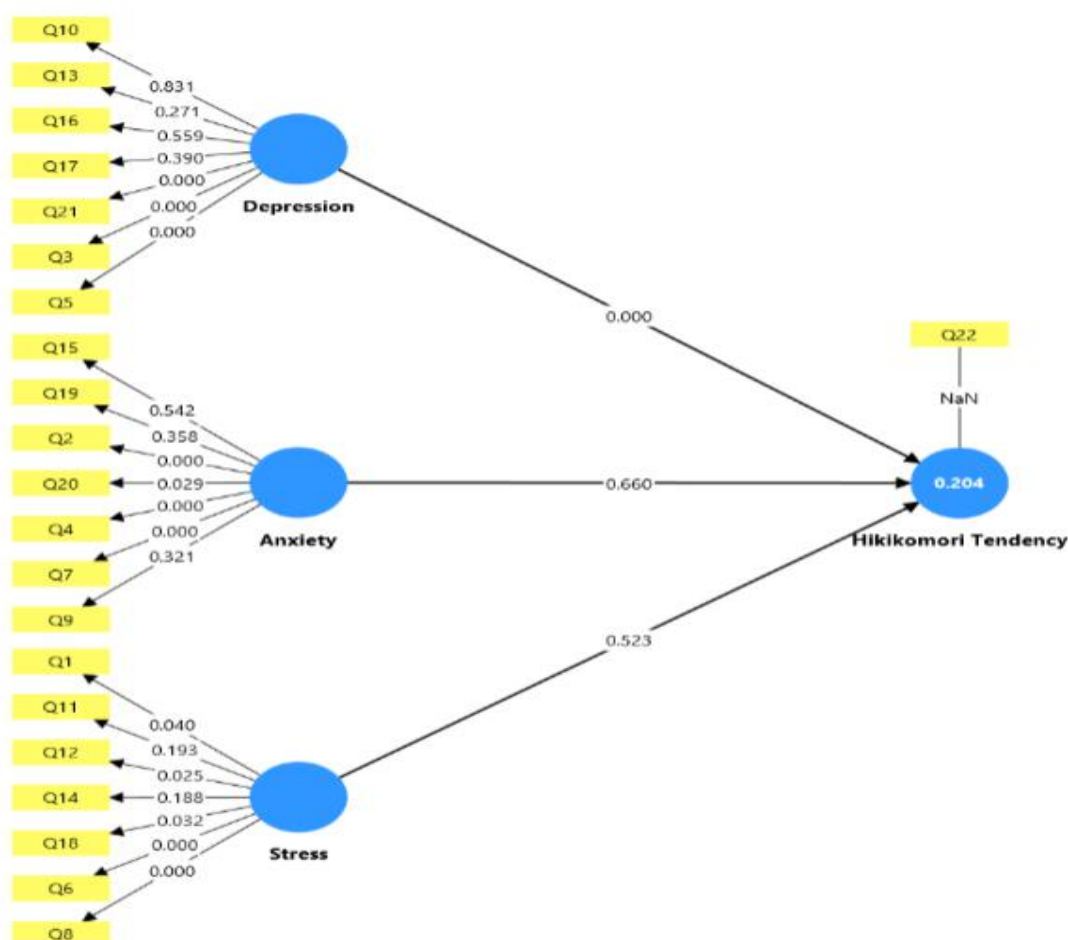 Q10
Q13
Q16
Q17
Q21
Q3
Q5
0.831
0.271
0.559
0.390
0.000
0.000
0.000
Depression
0.000
Q15
Q19
Q2
Q20
Q4
Q7
Q9
0.542
0.358
0.000
0.029
0.000
0.000
0.321
Anxiety
0.660
Q1
Q11
Q12
Q14
Q18
Q6
Q8
0.040
0.193
0.025
0.188
0.032
0.000
0.000
Stress
0.523
Q22
NaN
0.204
Hikikomori Tendency